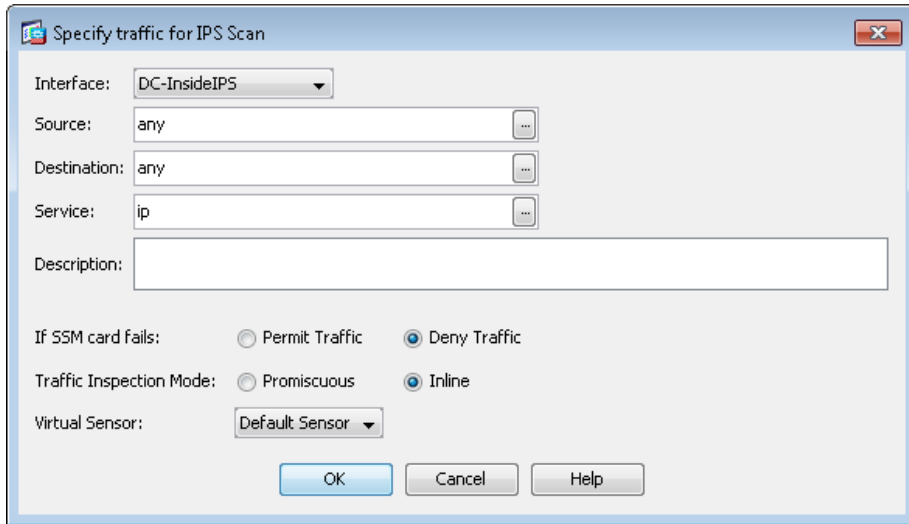 Specify traffic for IPS Scan
Interface: DC-InsideIPS
Source: any ...
Destination: any ...
Service: ip ...
Description:
If SSM card fails: Permit Traffic Deny Traffic
Traffic Inspection Mode: Promiscuous Inline
Virtual Sensor: Default Sensor
OK Cancel Help